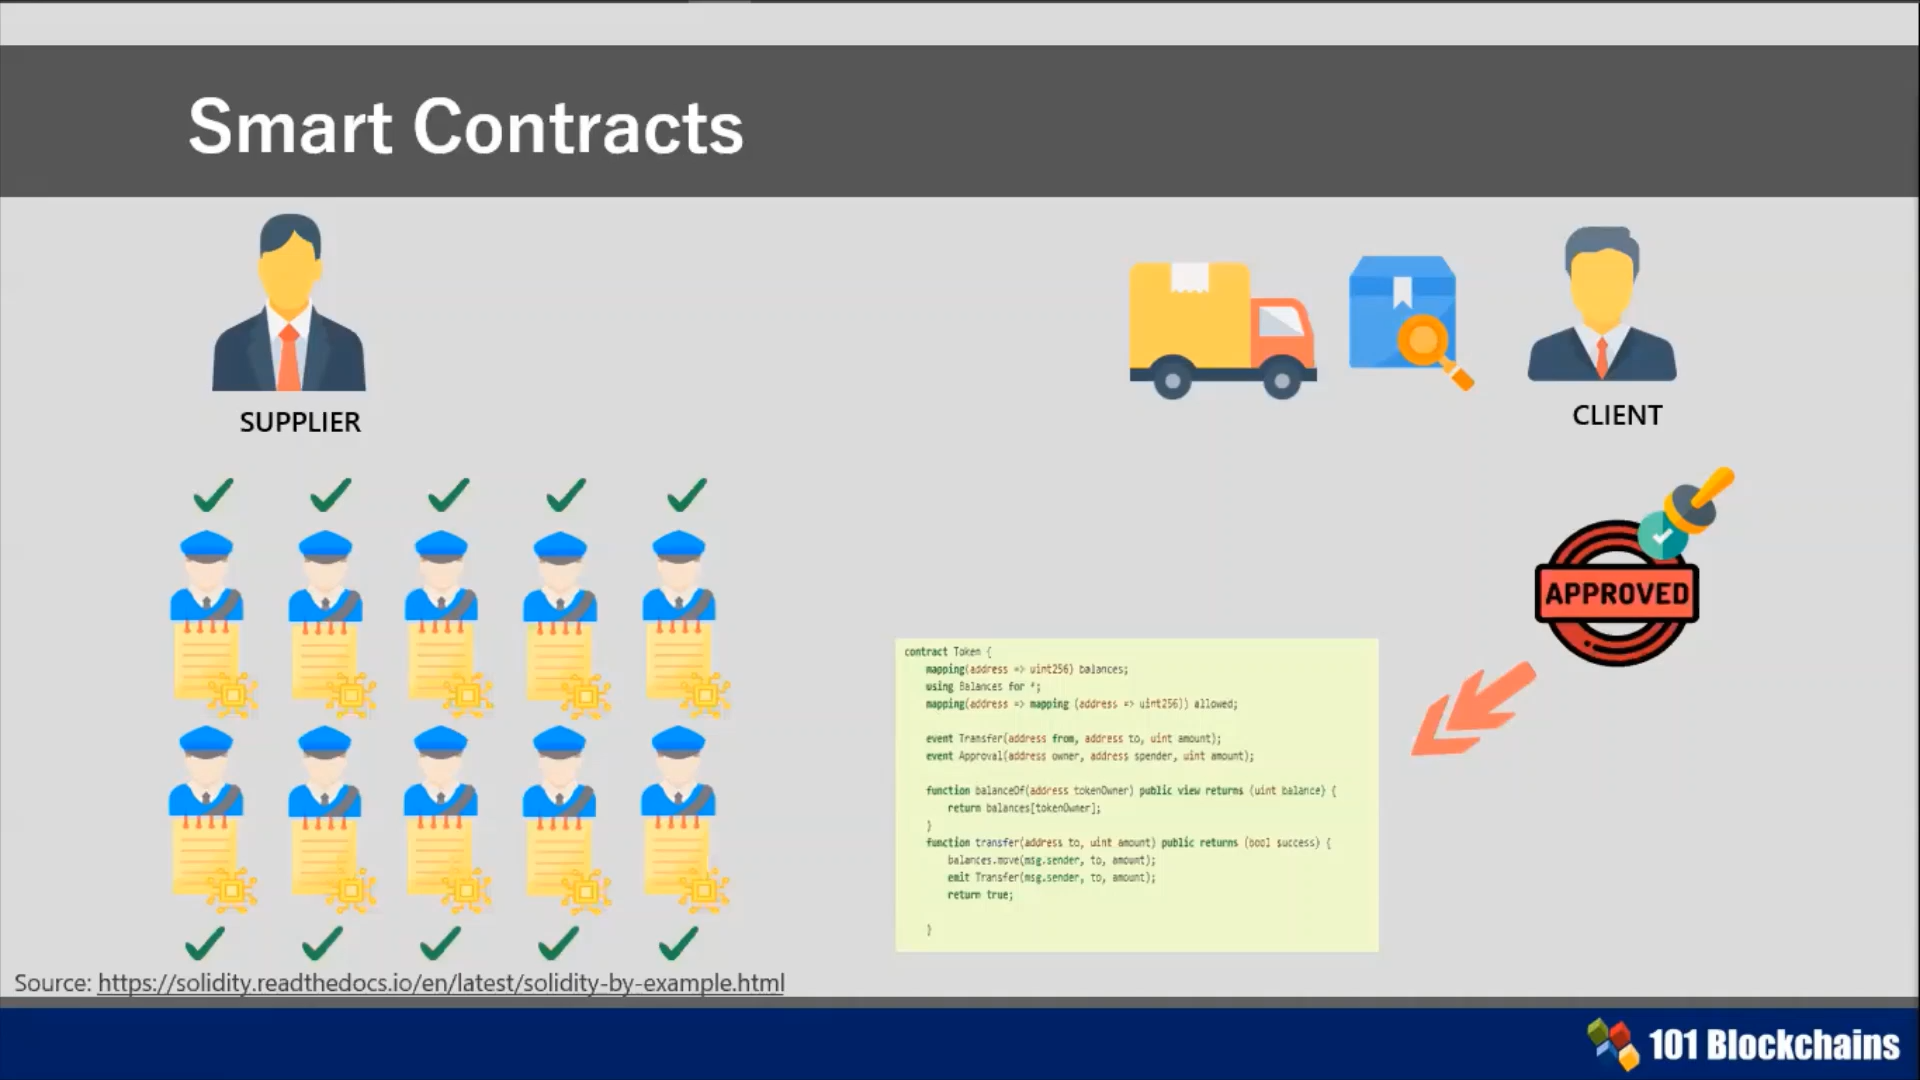 Smart Contracts
SUPPLIER
CLIENT
APPROVED
contract Token {
mapping(address => uint256) balances;
using Balances for *;
mapping(address => mapping (address => uint256)) allowed;
event Transfer(address from, address to, uint amount);
event Approval(address owner, address spender, uint amount);
function balanceOf(address tokenOwner) public view returns (uint balance) {
return balances[tokenOwner];
}
function transfer(address to, uint amount) public returns (bool success) {
balances.move(msg.sender, to, amount);
emit Transfer(msg.sender, to, amount);
return true;
}
Source: https://solidity.readthedocs.io/en/latest/solidity-by-example.html
101 Blockchains